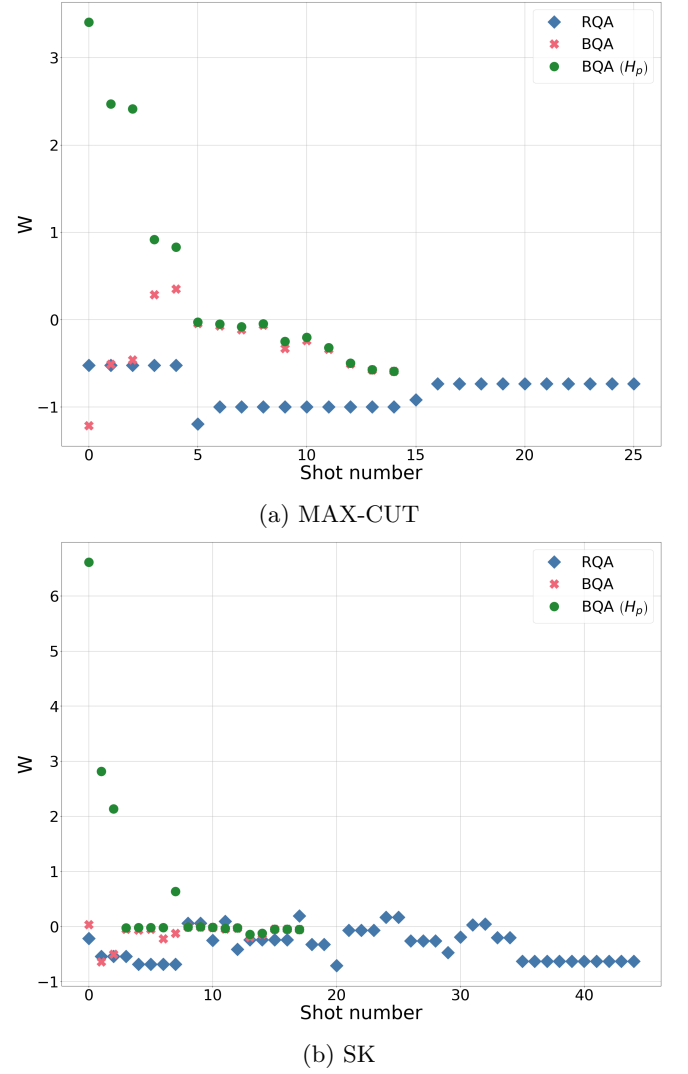 RQA
BQA
BQA (H_p)
3
2
1
0
−1
W
0 5 10 15 20 25
Shot number
(a) MAX-CUT
RQA
BQA
BQA (H_p)
6
5
4
3
2
1
0
−1
W
0 10 20 30 40
Shot number
(b) SK